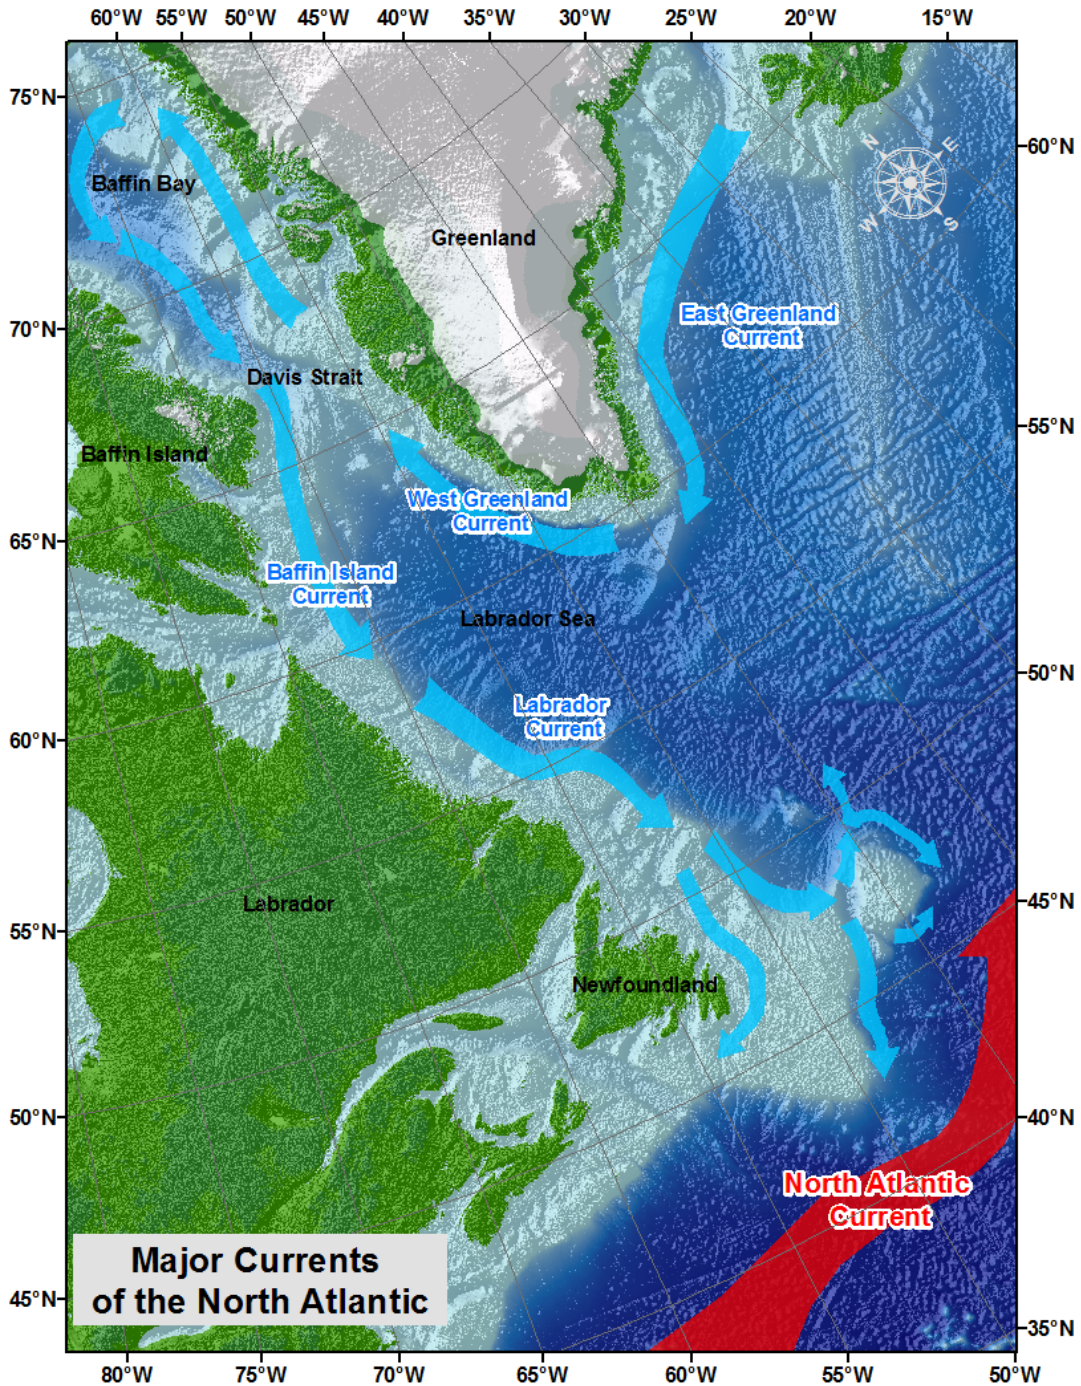 60°W 55°W 50°W 45°W 40°W 35°W 30°W 25°W 20°W 15°W
75°N
60°N
N
E
W
S
Baffin Bay
Greenland
East Greenland
Current
70°N
Davis Strait
55°N
Baffin Island
West Greenland
Current
65°N
Baffin Island
Current
Labrador Sea
50°N
Labrador
Current
60°N
45°N
Labrador
55°N
Newfoundland
50°N
40°N
North Atlantic
Current
Major Currents
of the North Atlantic
45°N
35°N
80°W 75°W 70°W 65°W 60°W 55°W 50°W